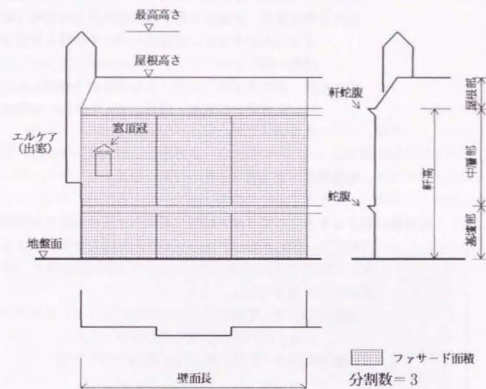 最高高さ
屋根高さ
軒蛇腹
屋根部
エルケア
(出窓)
窓頂冠
軒高
中層部
蛇腹
地盤面
基壇部
ファサード面積
壁面長
分割数=3